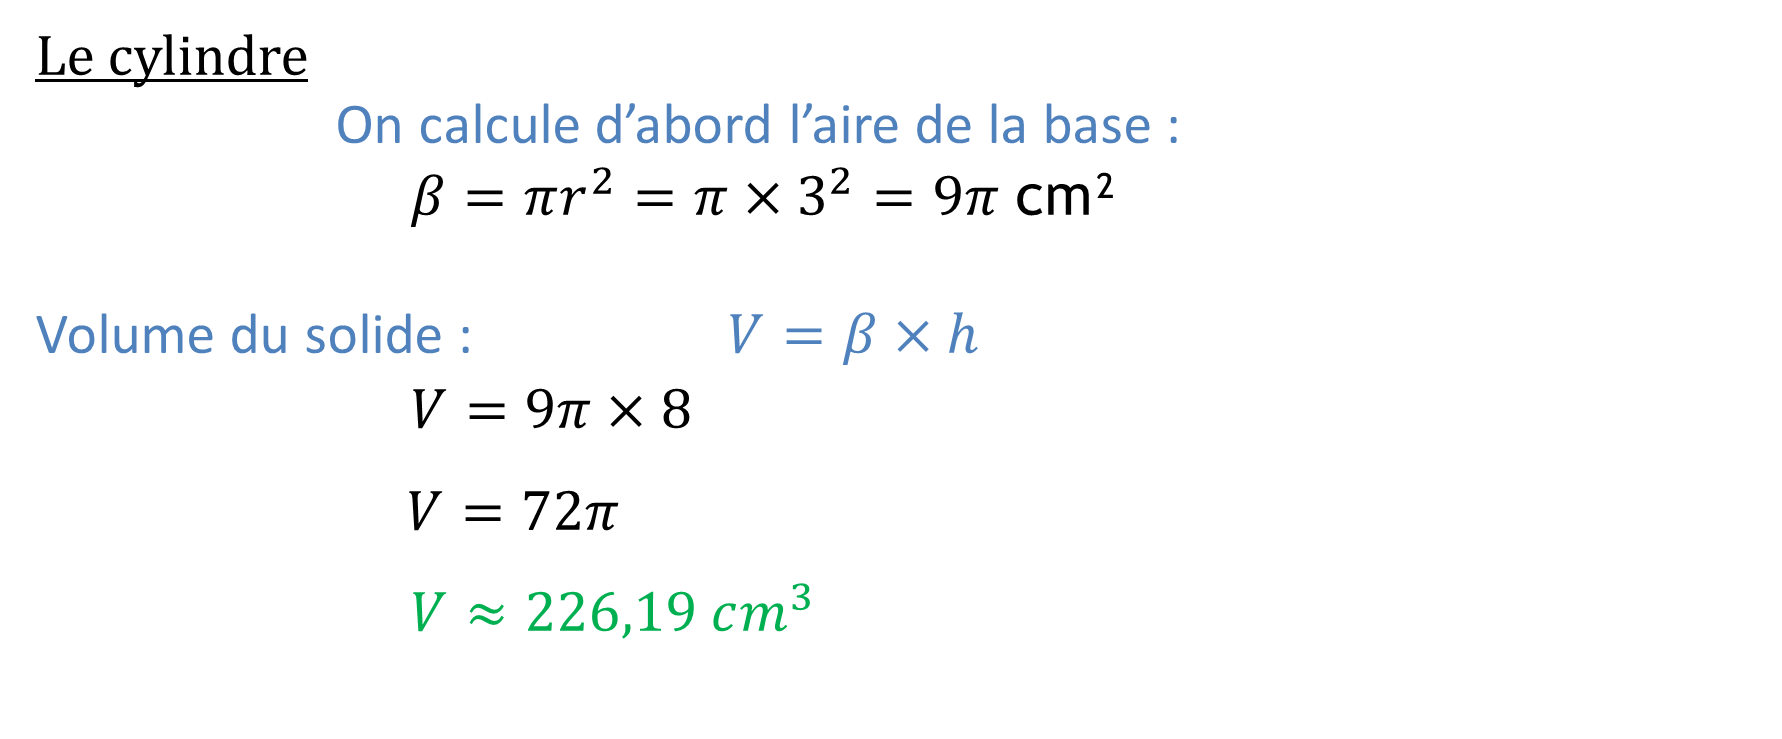 Le cylindre
On calcule d’abord l’aire de la base :
𝛽 = 𝜋𝑟² = 𝜋 × 3² = 9𝜋 cm²
Volume du solide : 𝑉 = 𝛽 × ℎ
𝑉 = 9𝜋 × 8
𝑉 = 72𝜋
𝑉 ≈ 226,19 𝑐𝑚³